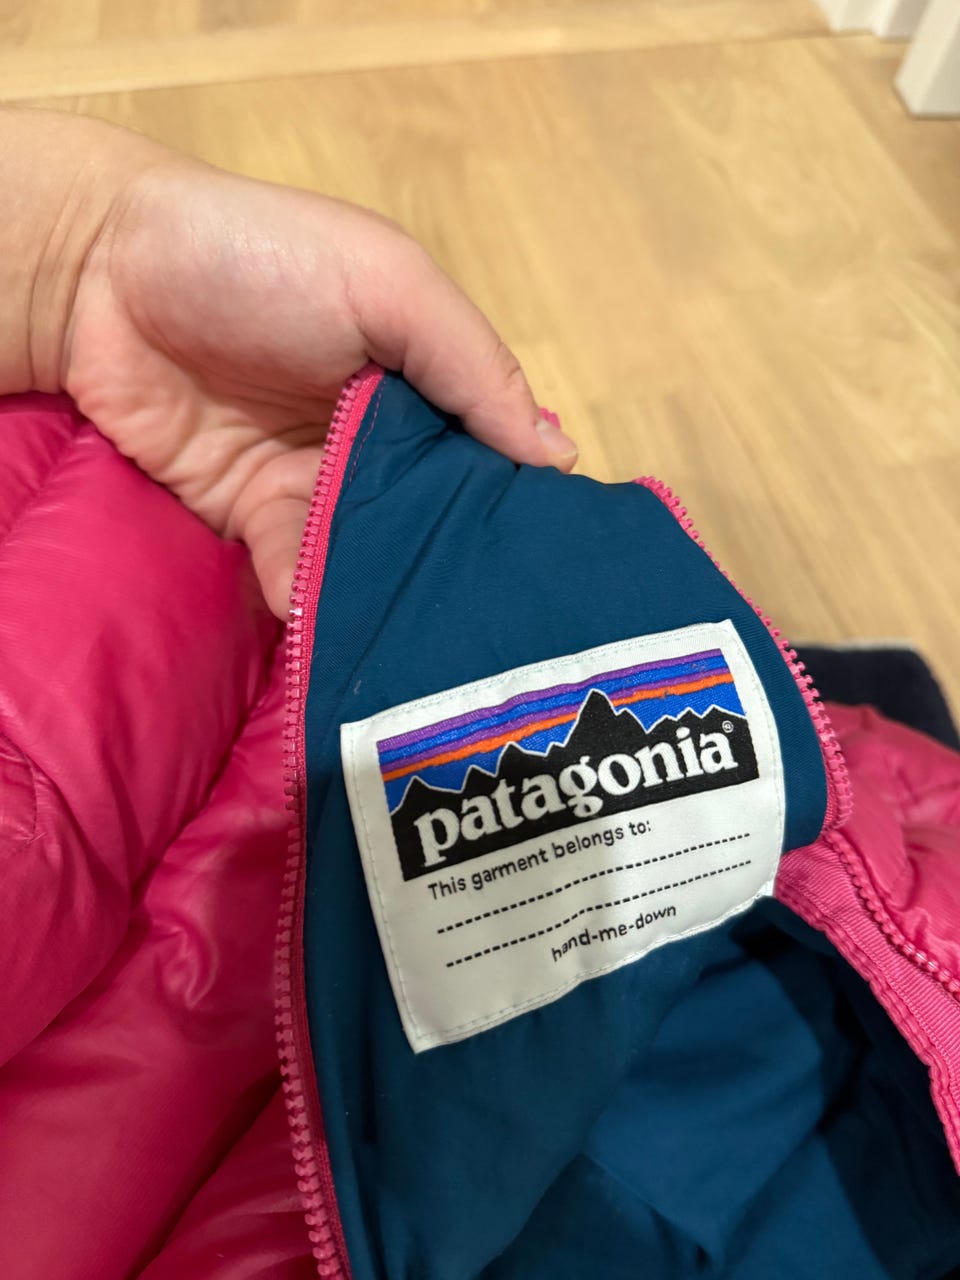 patagonia®
This garment belongs to:
hand-me-down